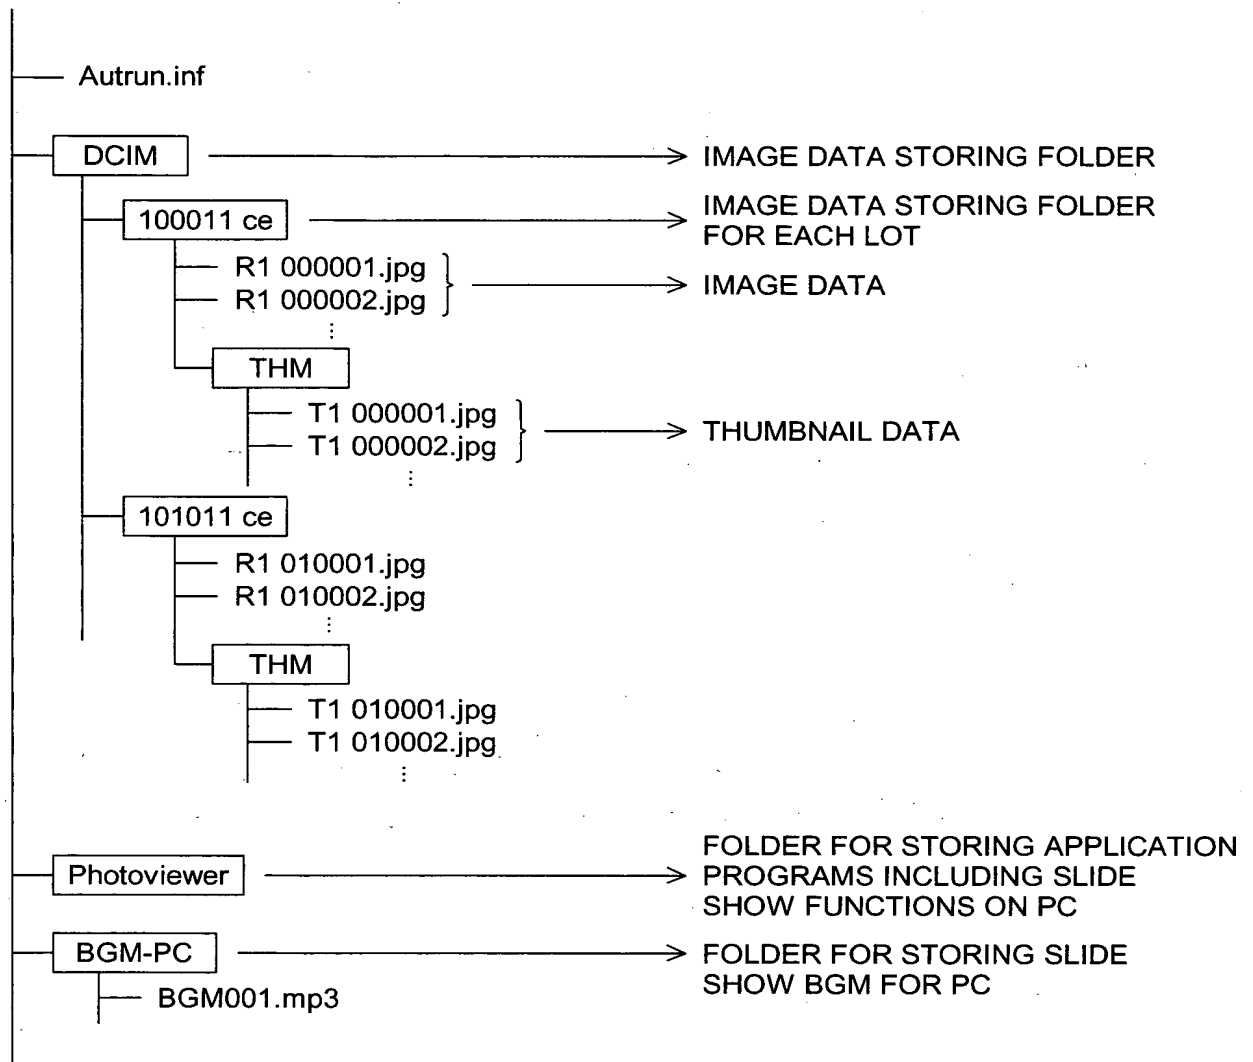 Autrun.inf
DCIM
IMAGE DATA STORING FOLDER
100011 ce
IMAGE DATA STORING FOLDER
FOR EACH LOT
R1 000001.jpg
R1 000002.jpg
IMAGE DATA
THM
T1 000001.jpg
T1 000002.jpg
THUMBNAIL DATA
101011 ce
R1 010001.jpg
R1 010002.jpg
THM
T1 010001.jpg
T1 010002.jpg
Photoviewer
FOLDER FOR STORING APPLICATION
PROGRAMS INCLUDING SLIDE
SHOW FUNCTIONS ON PC
BGM-PC
FOLDER FOR STORING SLIDE
SHOW BGM FOR PC
BGM001.mp3